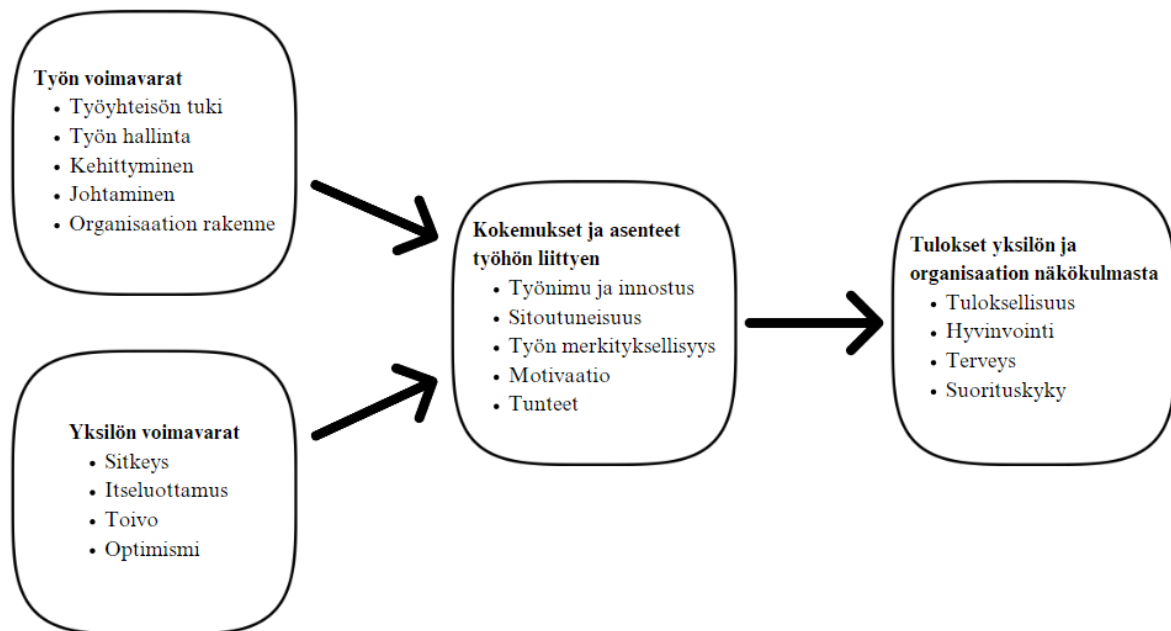 Työn voimavarat
• Työyhteisön tuki
• Työn hallinta
• Kehittyminen
• Johtaminen
• Organisaation rakenne
Yksilön voimavarat
• Sitkeys
• Itseluottamus
• Toivo
• Optimismi
Kokemukset ja asenteet
työhön liittyen
• Työnimu ja innostus
• Sitoutuneisuus
• Työn merkityksellisyys
• Motivaatio
• Tunteet
Tulokset yksilön ja
organisaation näkökulmasta
• Tuloksellisuus
• Hyvinvointi
• Terveys
• Suorituskyky